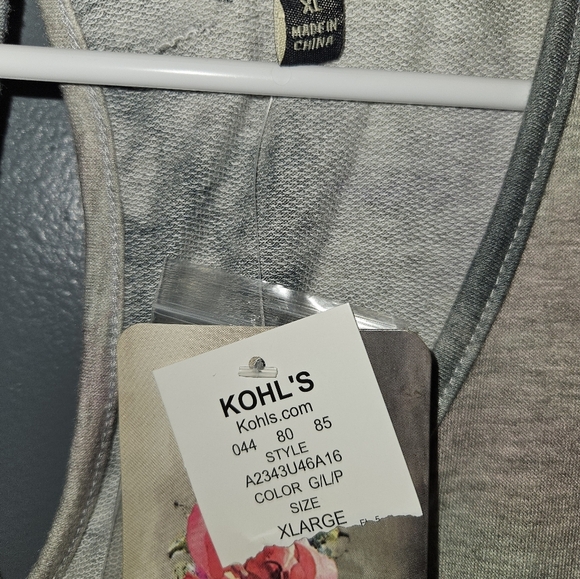 XL
MADE IN
CHINA
KOHL'S
Kohls.com
044 80 85
STYLE
A2343U46A16
COLOR G/L/P
SIZE
XLARGE